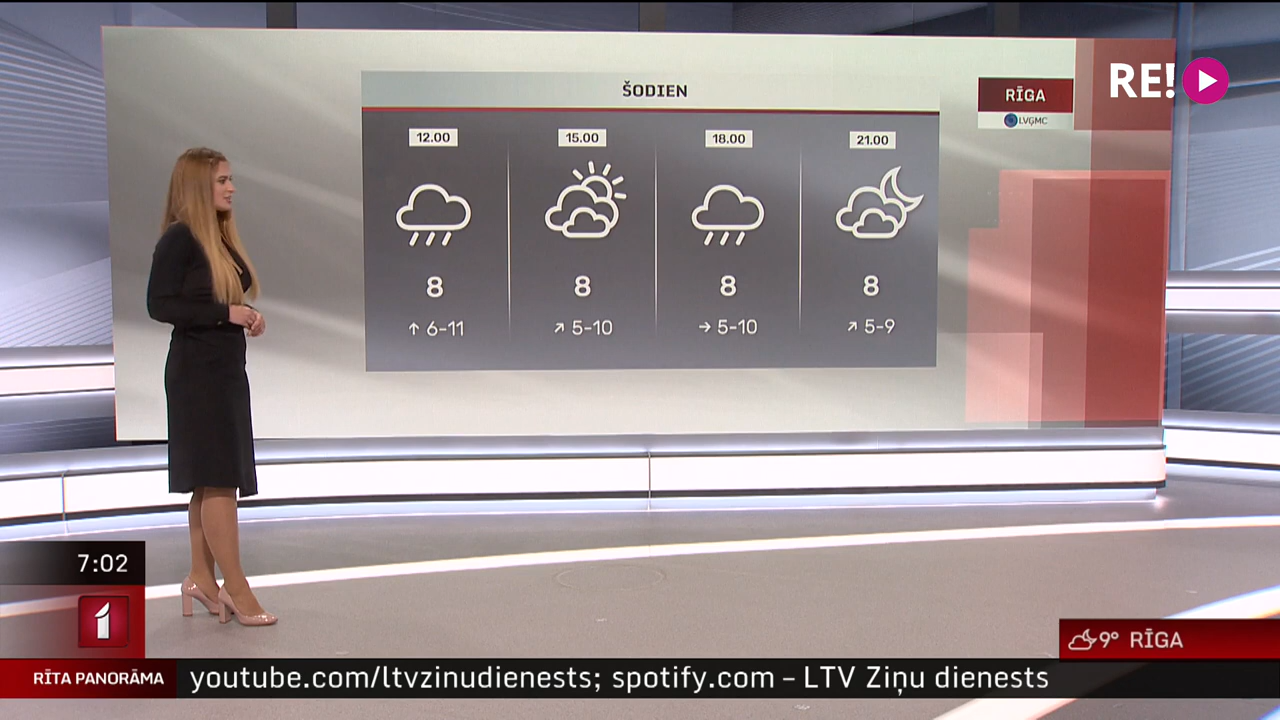 RE!
ŠODIEN
RĪGA
LVĢMC
12.00
15.00
18.00
21.00
8
8
8
8
↑ 6-11
↗ 5-10
→ 5-10
↗ 5-9
7:02
1
9° RĪGA
RĪTA PANORĀMA
youtube.com/ltvzinudienests; spotify.com – LTV Ziņu dienests